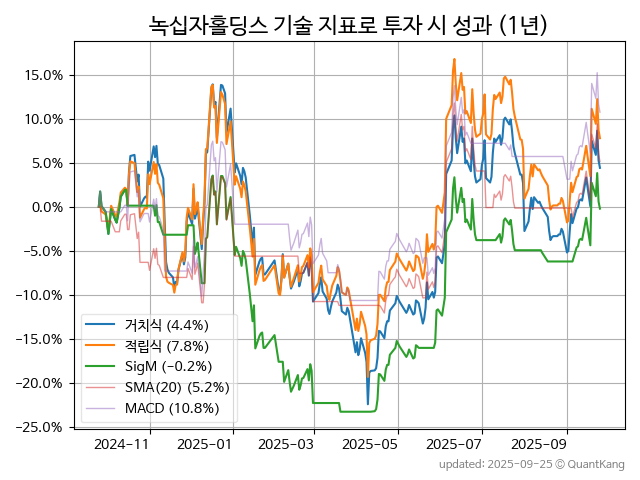 녹십자홀딩스 기술 지표로 투자 시 성과 (1년)
15.0%
10.0%
5.0%
0.0%
−5.0%
−10.0%
−15.0%
−20.0%
−25.0%
거치식 (4.4%)
적립식 (7.8%)
SigM (−0.2%)
SMA(20) (5.2%)
MACD (10.8%)
2024−11 2025−01 2025−03 2025−05 2025−07 2025−09
updated: 2025-09-25 © QuantKang